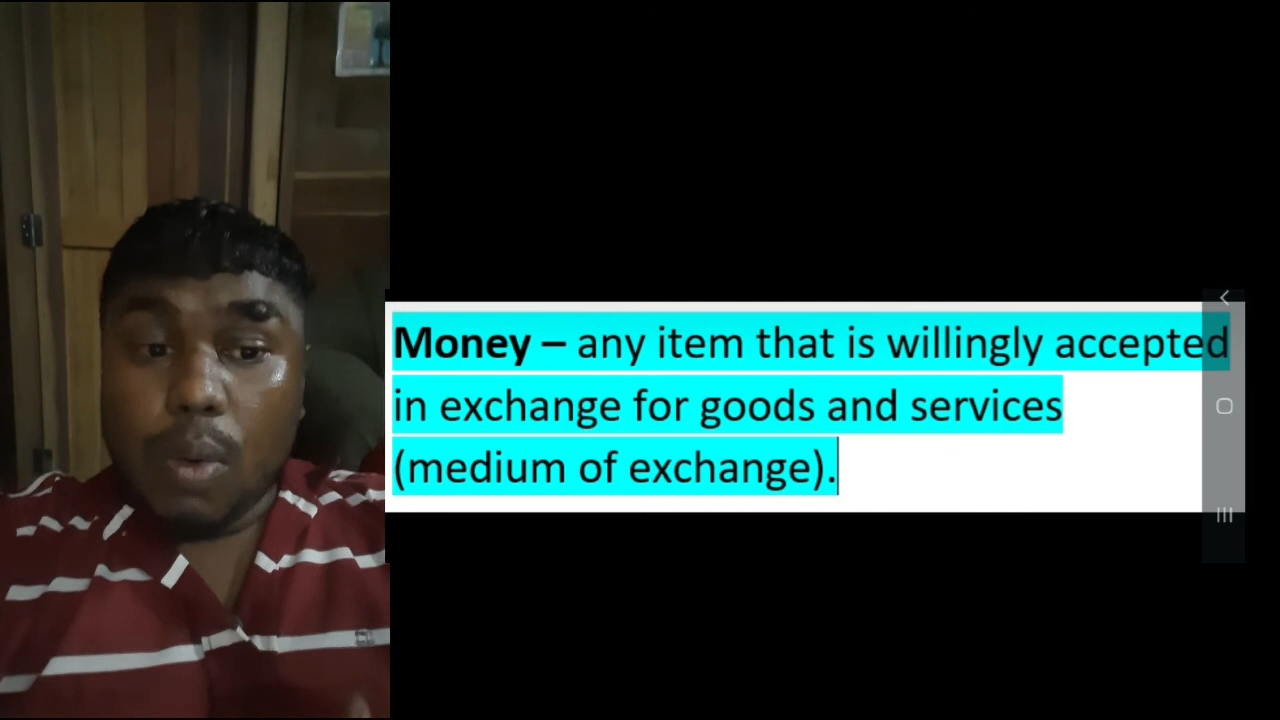 Money – any item that is willingly accepted
in exchange for goods and services
(medium of exchange).